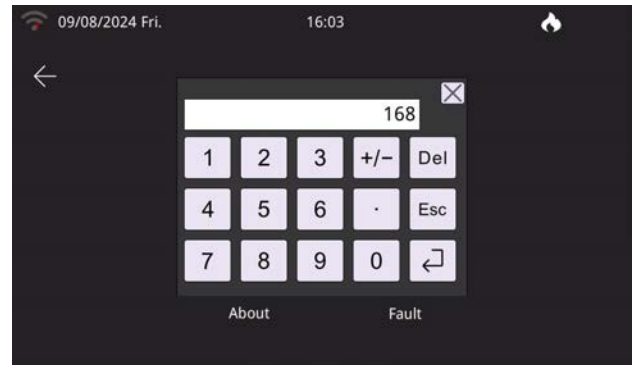 09/08/2024 Fri. 16:03
168
1 2 3 +/− Del
4 5 6 . Esc
7 8 9 0
About Fault